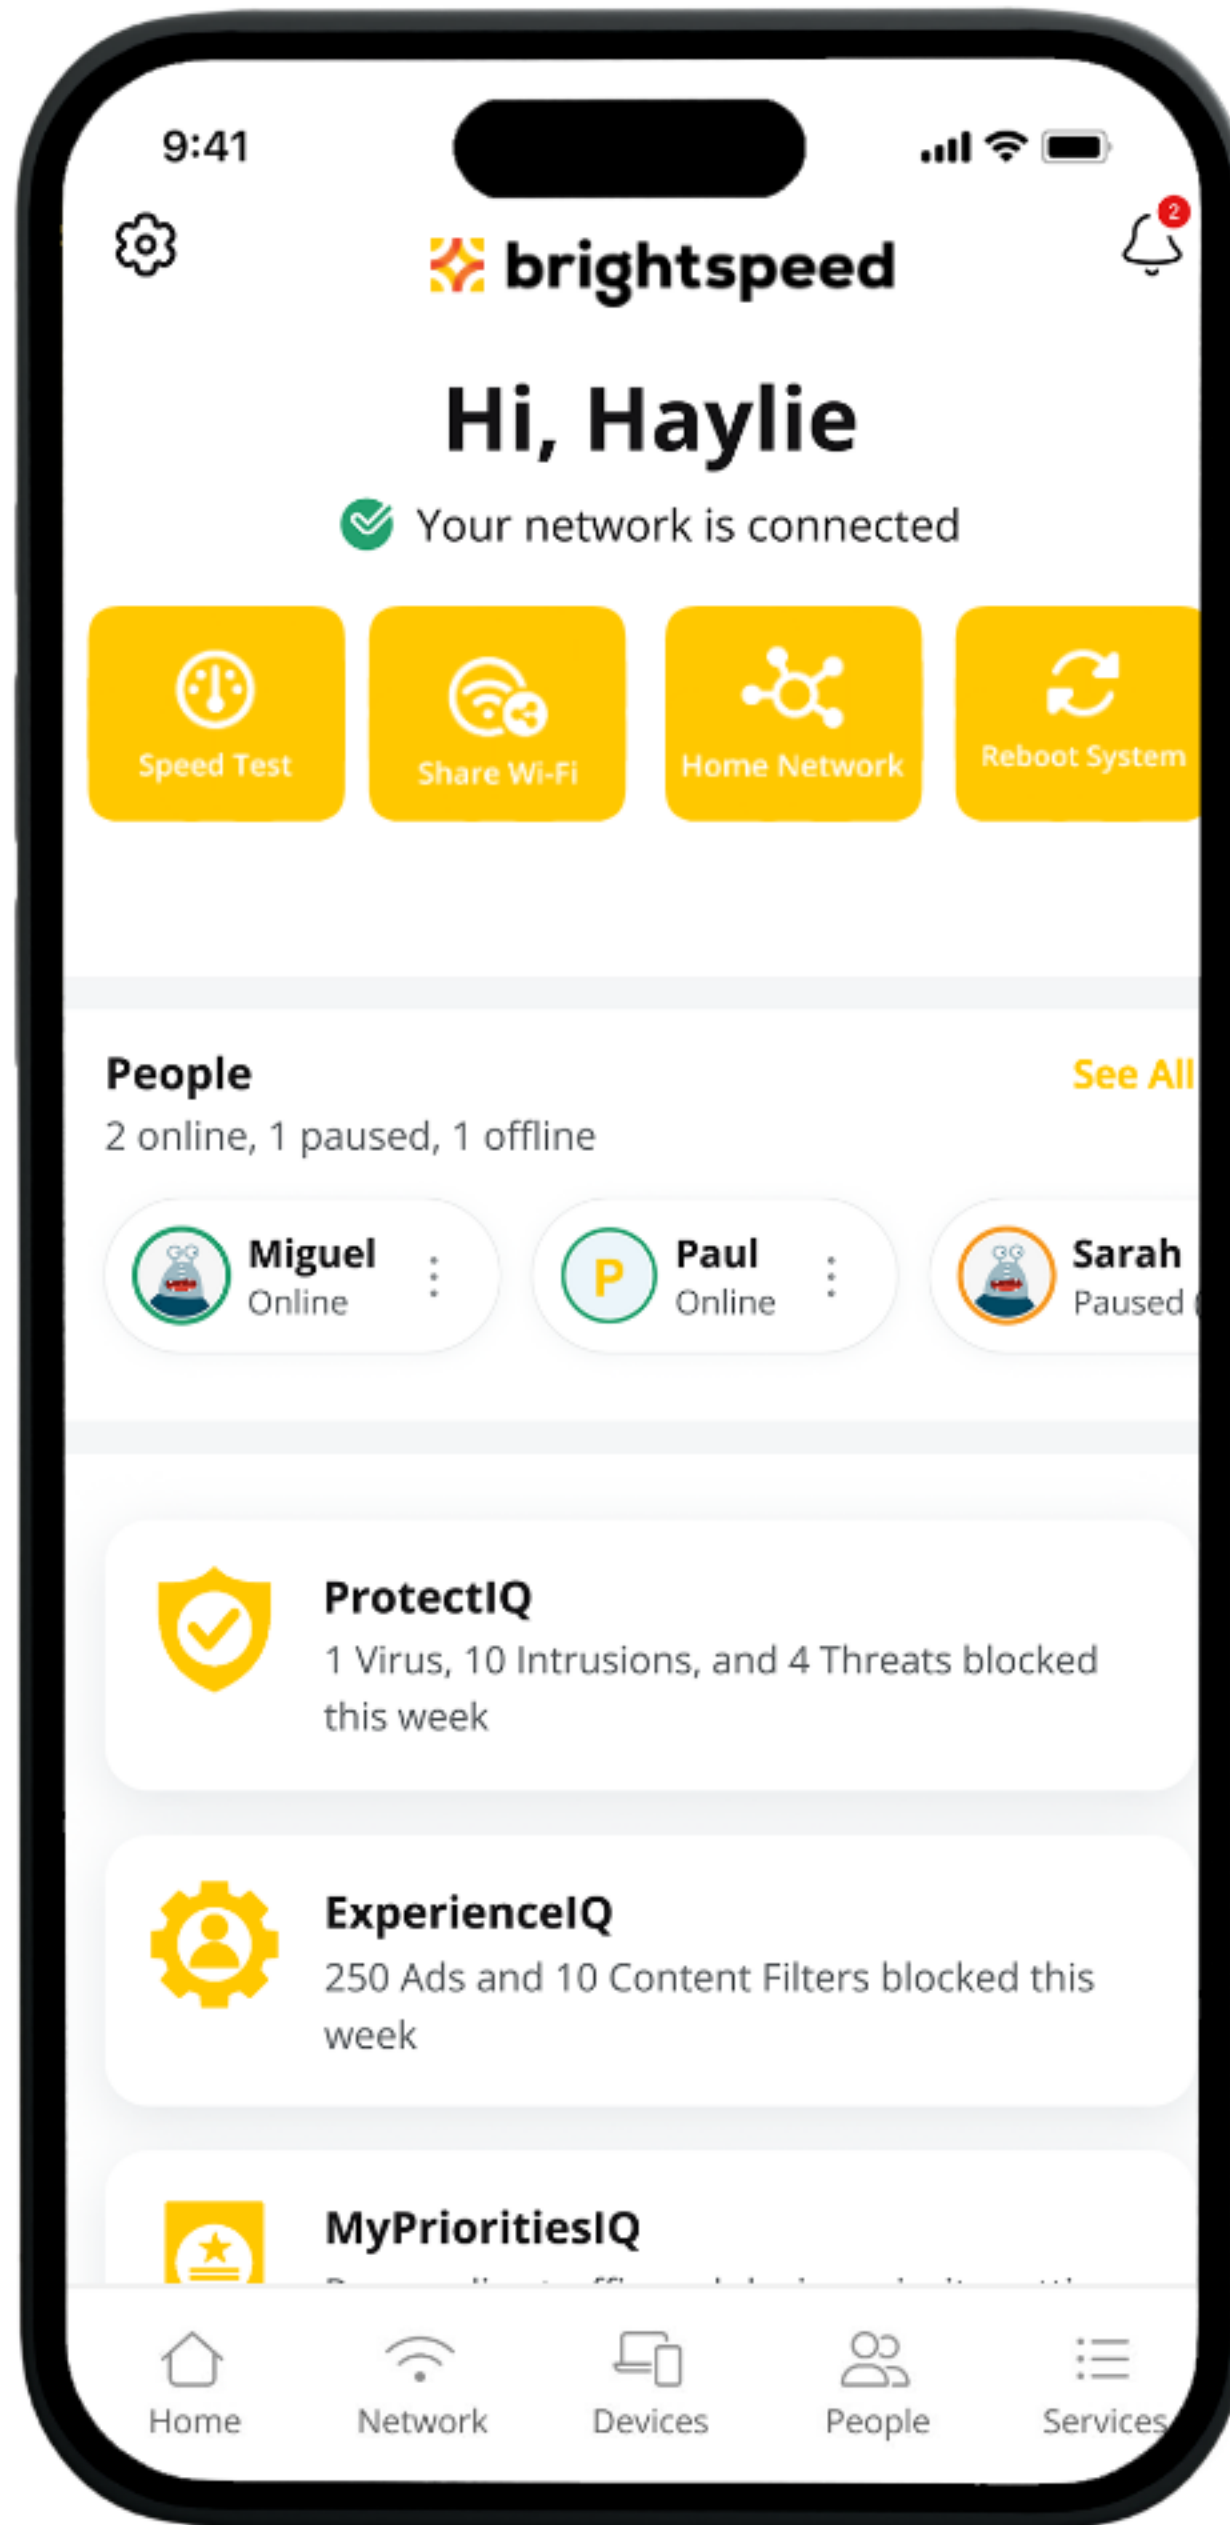 9:41
2
brightspeed
Hi, Haylie
Your network is connected
Speed Test
Share Wi-Fi
Home Network
Reboot System
People
See All
2 online, 1 paused, 1 offline
Miguel
Online
P
Paul
Online
Sarah
Paused
ProtectIQ
1 Virus, 10 Intrusions, and 4 Threats blocked
this week
ExperienceIQ
250 Ads and 10 Content Filters blocked this
week
MyPrioritiesIQ
Home
Network
Devices
People
Services